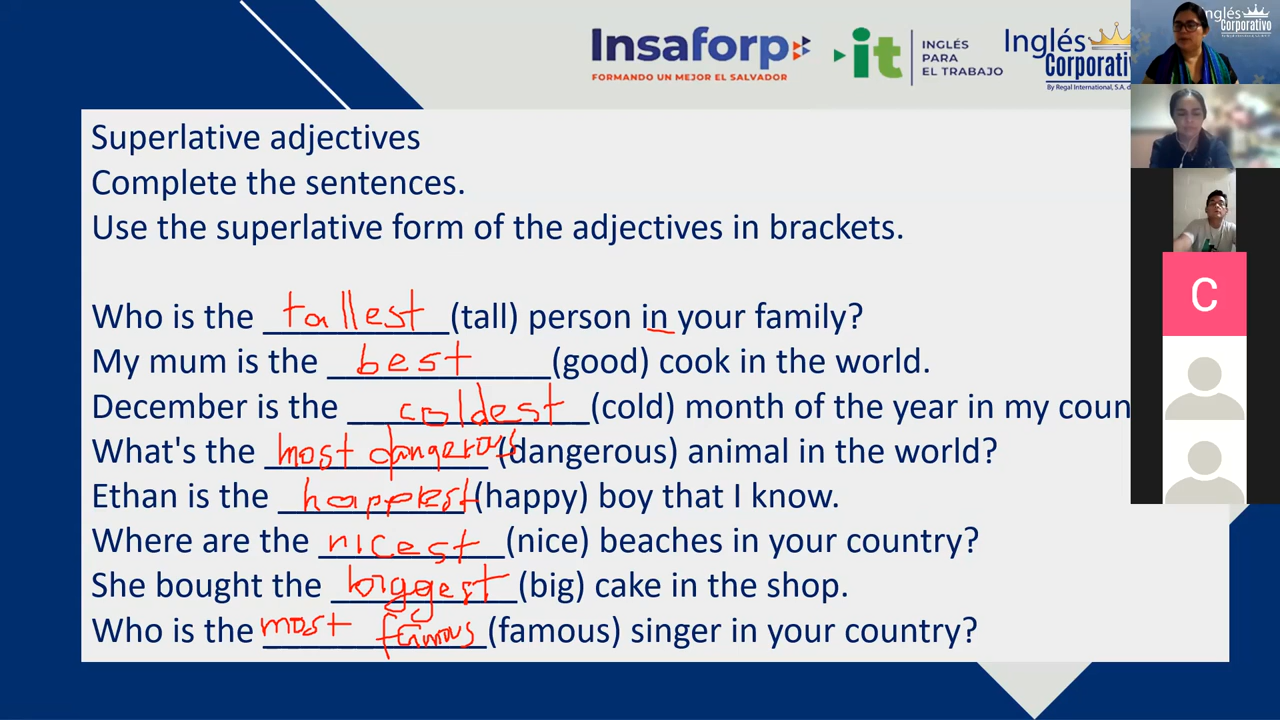 Insaforp
FORMANDO UN MEJOR EL SALVADOR
it
INGLÉS
PARA
EL TRABAJO
Inglés
Corporativ
By Regal International, S.A. d
nglés
Corporativo
Superlative adjectives
Complete the sentences.
Use the superlative form of the adjectives in brackets.
Who is the tallest (tall) person in your family?
My mum is the best (good) cook in the world.
December is the coldest (cold) month of the year in my coun
What's the most dangerous (dangerous) animal in the world?
Ethan is the (happy) boy that I know.
Where are the nicest (nice) beaches in your country?
She bought the biggest (big) cake in the shop.
Who is the most famous (famous) singer in your country?
C